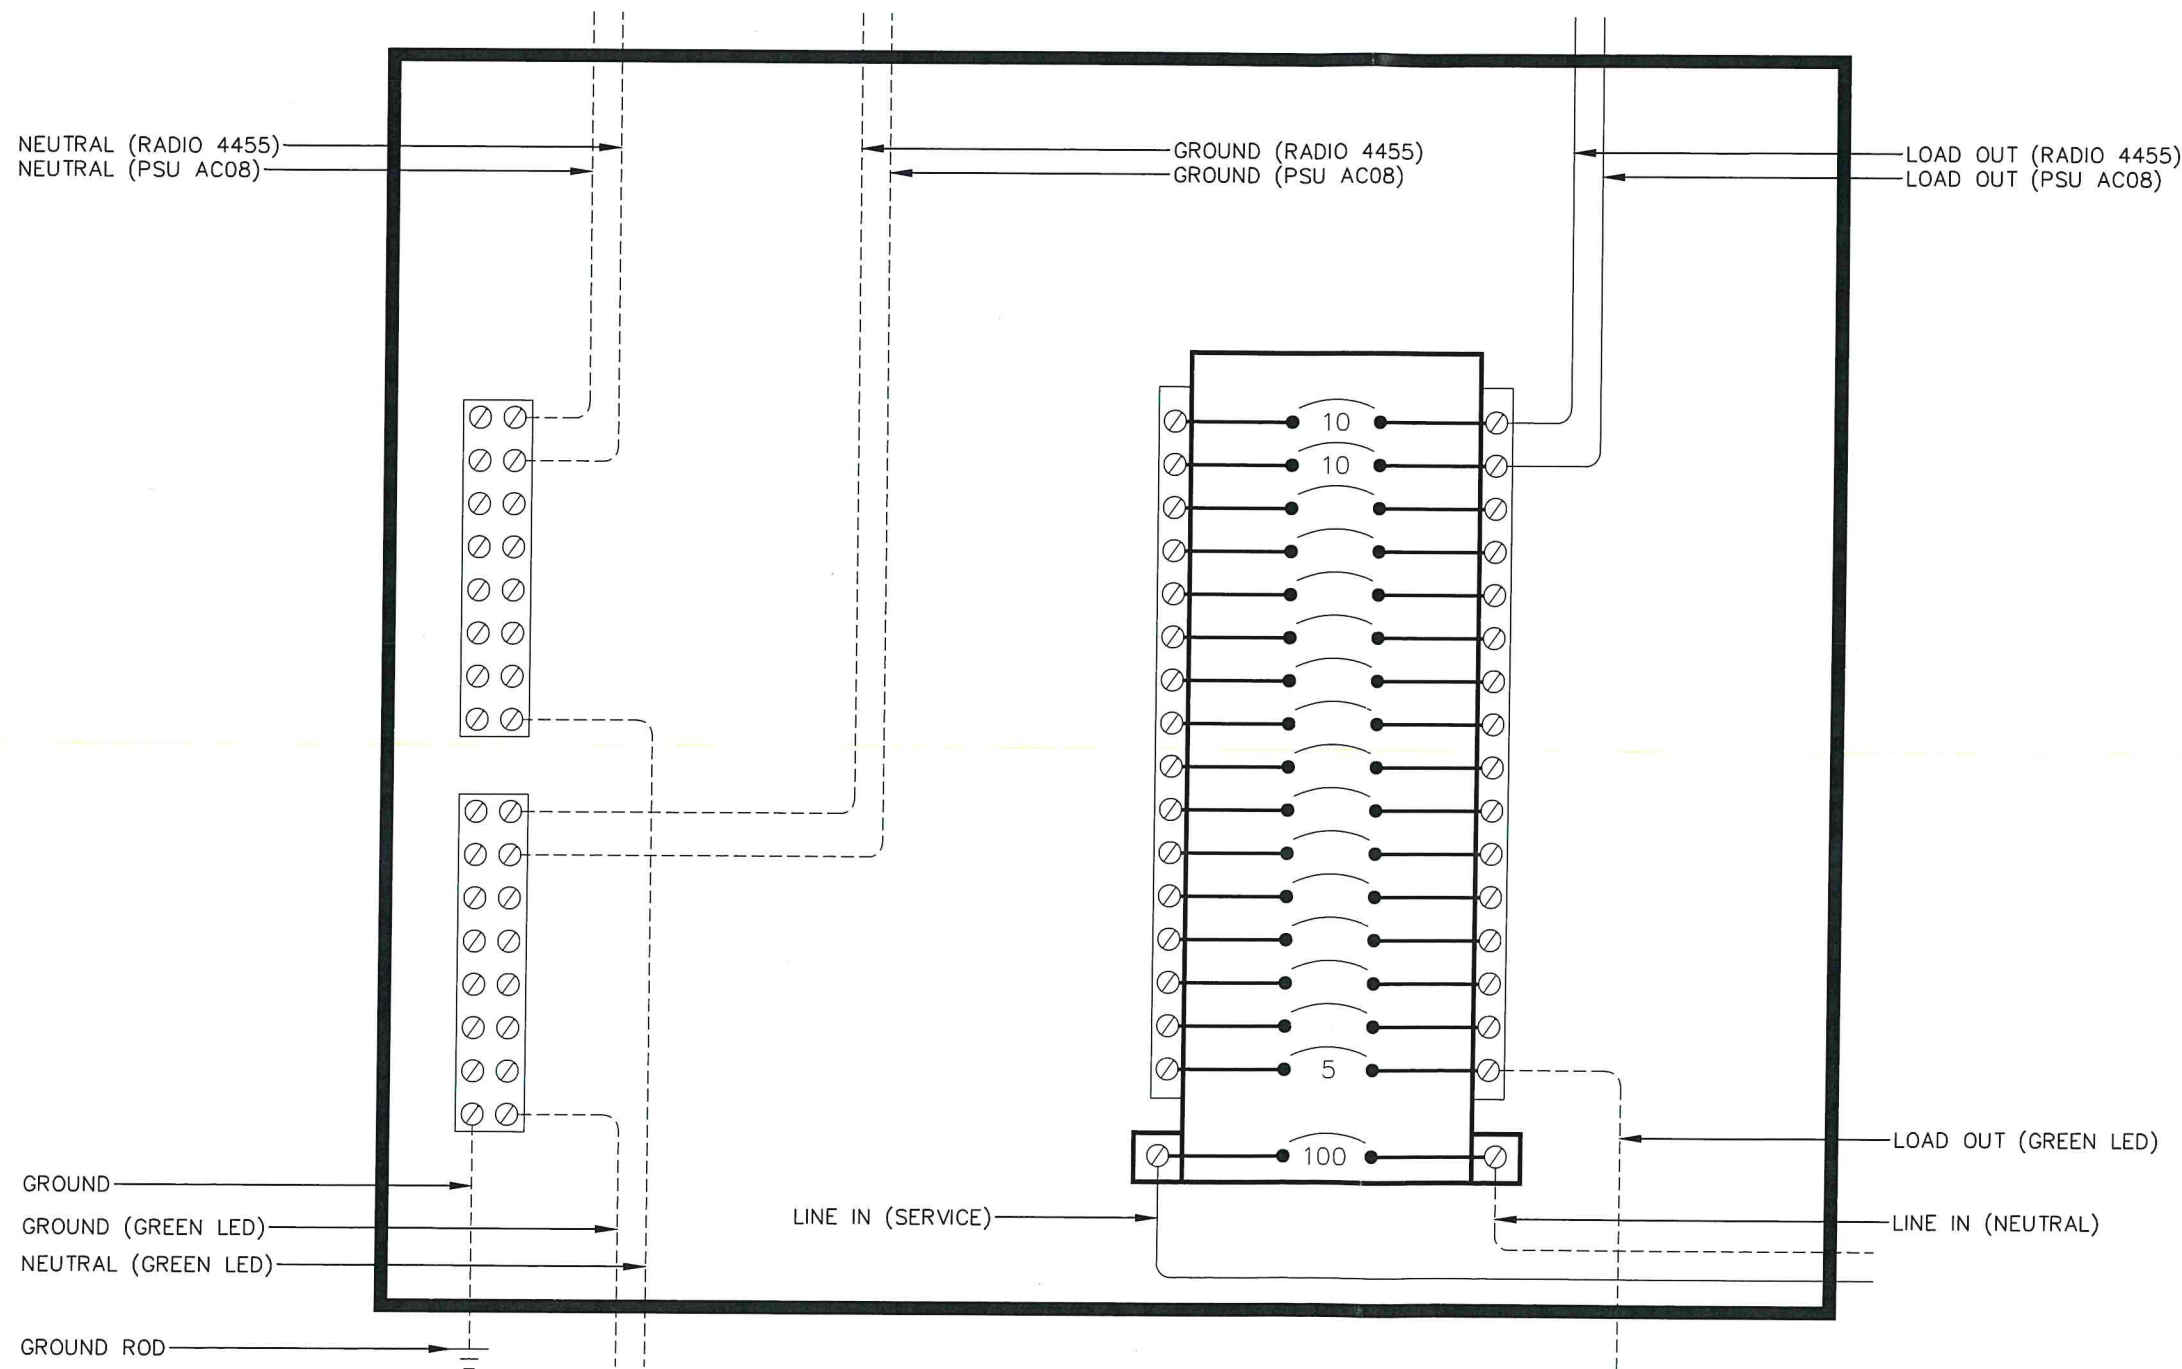 NEUTRAL (RADIO 4455)
NEUTRAL (PSU AC08)
GROUND (RADIO 4455)
GROUND (PSU AC08)
LOAD OUT (RADIO 4455)
LOAD OUT (PSU AC08)
10
10
5
100
LOAD OUT (GREEN LED)
GROUND
GROUND (GREEN LED)
NEUTRAL (GREEN LED)
LINE IN (SERVICE)
LINE IN (NEUTRAL)
GROUND ROD